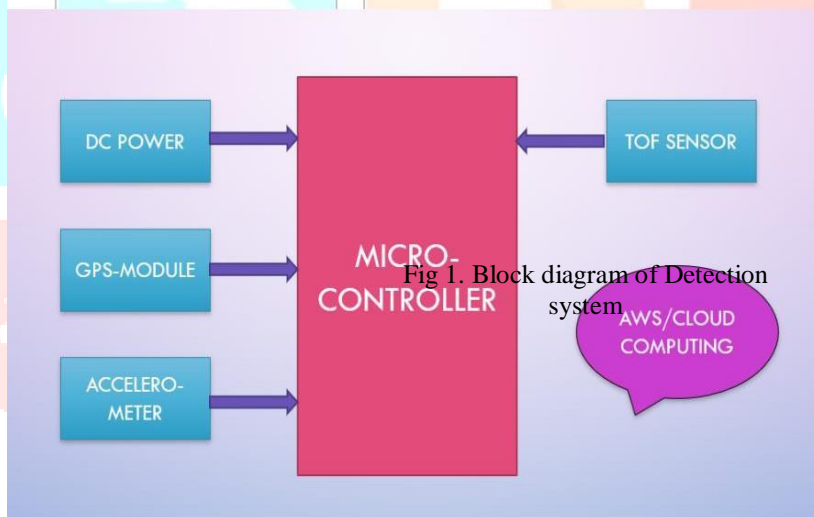 DC POWER
GPS-MODULE
ACCELERO-
METER
MICRO-
CONTROLLER
TOF SENSOR
Fig 1. Block diagram of Detection
system
AWS/CLOUD
COMPUTING